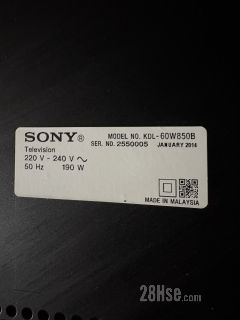 SONY®
MODEL NO. KDL-60W850B
SER. NO. 2550005 JANUARY 2014
Television
220 V - 240 V ~
50 Hz 190 W
MADE IN MALAYSIA
28Hse.com